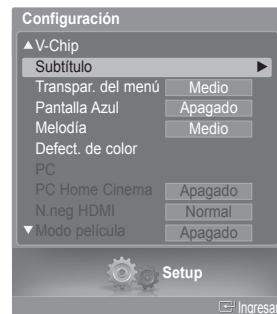 Configuración
▲V-Chip
Subtítulo ►
Transpar. del menú Medio
Pantalla Azul Apagado
Melodía Medio
Defect. de color
PC
PC Home Cinema Apagado
N.neg HDMI Normal
▼Modo película Apagado
Setup
Ingresar